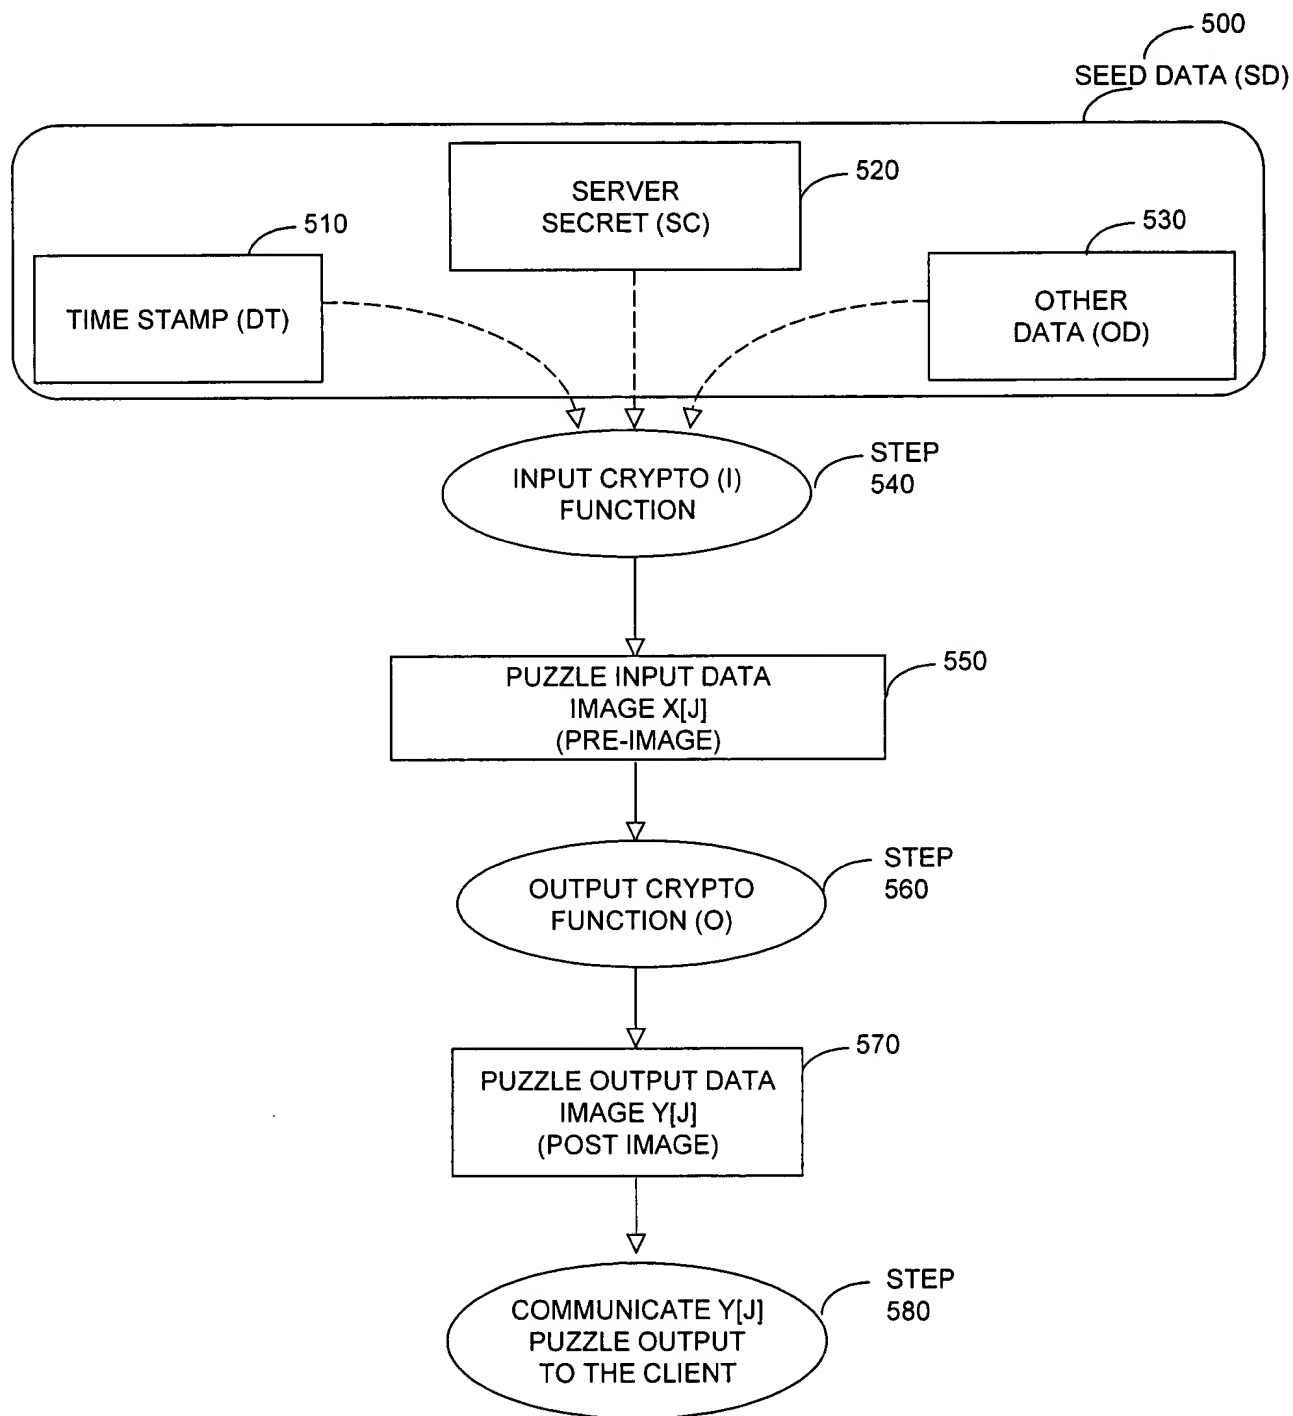 500
SEED DATA (SD)
SERVER
SECRET (SC)
520
510
530
TIME STAMP (DT)
OTHER
DATA (OD)
INPUT CRYPTO (I)
FUNCTION
STEP
540
PUZZLE INPUT DATA
IMAGE X[J]
(PRE-IMAGE)
550
OUTPUT CRYPTO
FUNCTION (O)
STEP
560
570
PUZZLE OUTPUT DATA
IMAGE Y[J]
(POST IMAGE)
COMMUNICATE Y[J]
PUZZLE OUTPUT
TO THE CLIENT
STEP
580